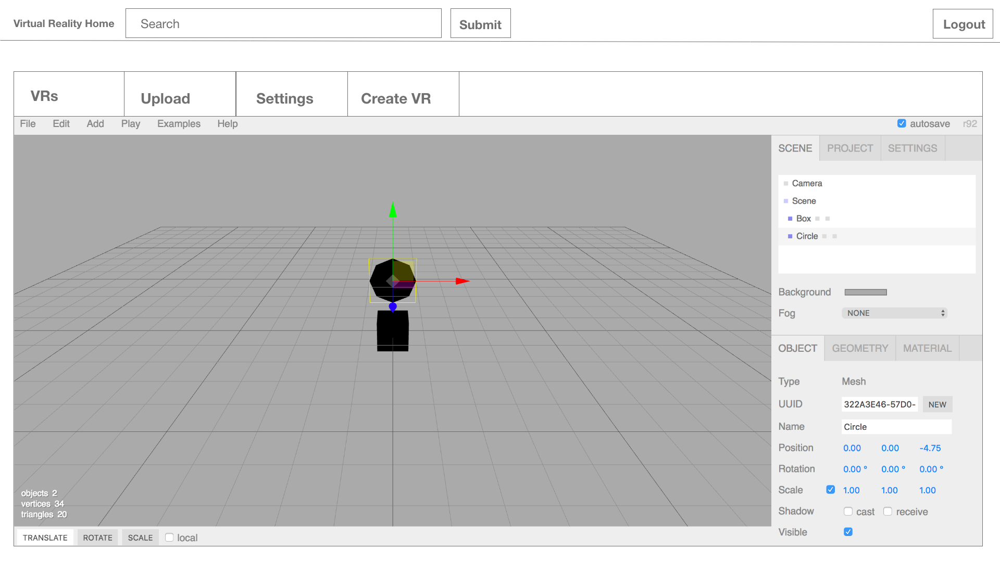 Virtual Reality Home
Search
Submit
Logout
VRs
Upload
Settings
Create VR
File Edit Add Play Examples Help
autosave r92
SCENE PROJECT SETTINGS
Camera
Scene
Box
Circle
Background
Fog NONE
OBJECT GEOMETRY MATERIAL
Type Mesh
UUID 322A3E46-57D0- NEW
Name Circle
Position 0.00 0.00 -4.75
Rotation 0.00 ° 0.00 ° 0.00 °
Scale 1.00 1.00 1.00
Shadow cast receive
Visible
objects 2
vertices 34
triangles 20
TRANSLATE ROTATE SCALE local